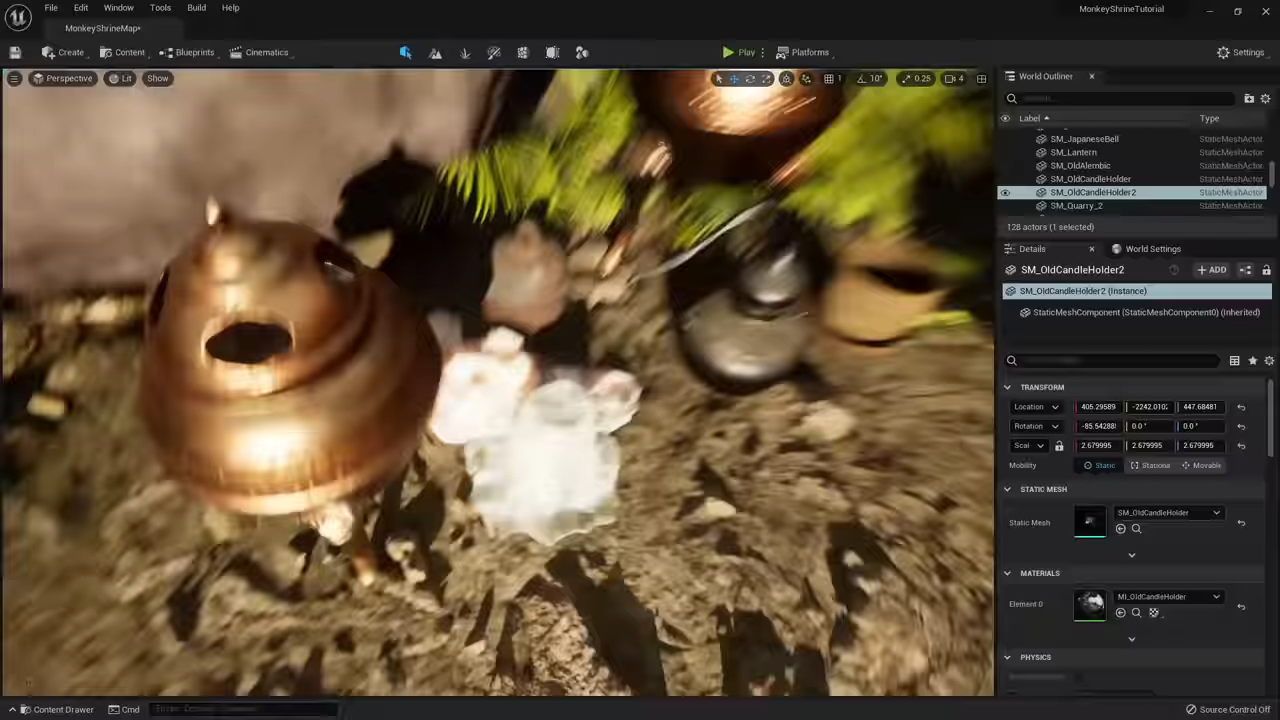 File Edit Window Tools Build Help
MonkeyShrineTutorial
MonkeyShrineMap*
Create Content Blueprints Cinematics Play Platforms Settings
Perspective Lit Show 1 10° 0.25 4
World Outliner
Label Type
SM_JapaneseBell StaticMeshActor
SM_Lantern StaticMeshActor
SM_OldAlembic StaticMeshActor
SM_OldCandleHolder StaticMeshActor
SM_OldCandleHolder2 StaticMeshActor
SM_Quarry_2 StaticMeshActor
128 actors (1 selected)
Details World Settings
SM_OldCandleHolder2 + ADD
SM_OldCandleHolder2 (Instance)
StaticMeshComponent (StaticMeshComponent0) (Inherited)
TRANSFORM
Location 405.29589 -2242.010 447.68481
Rotation -85.54288 0.0 ° 0.0 °
Scal 2.679995 2.679995 2.679995
Mobility Static Stationa Movable
STATIC MESH
Static Mesh SM_OldCandleHolder
MATERIALS
Element 0 MI_OldCandleHolder
PHYSICS
Content Drawer Cmd Source Control Off